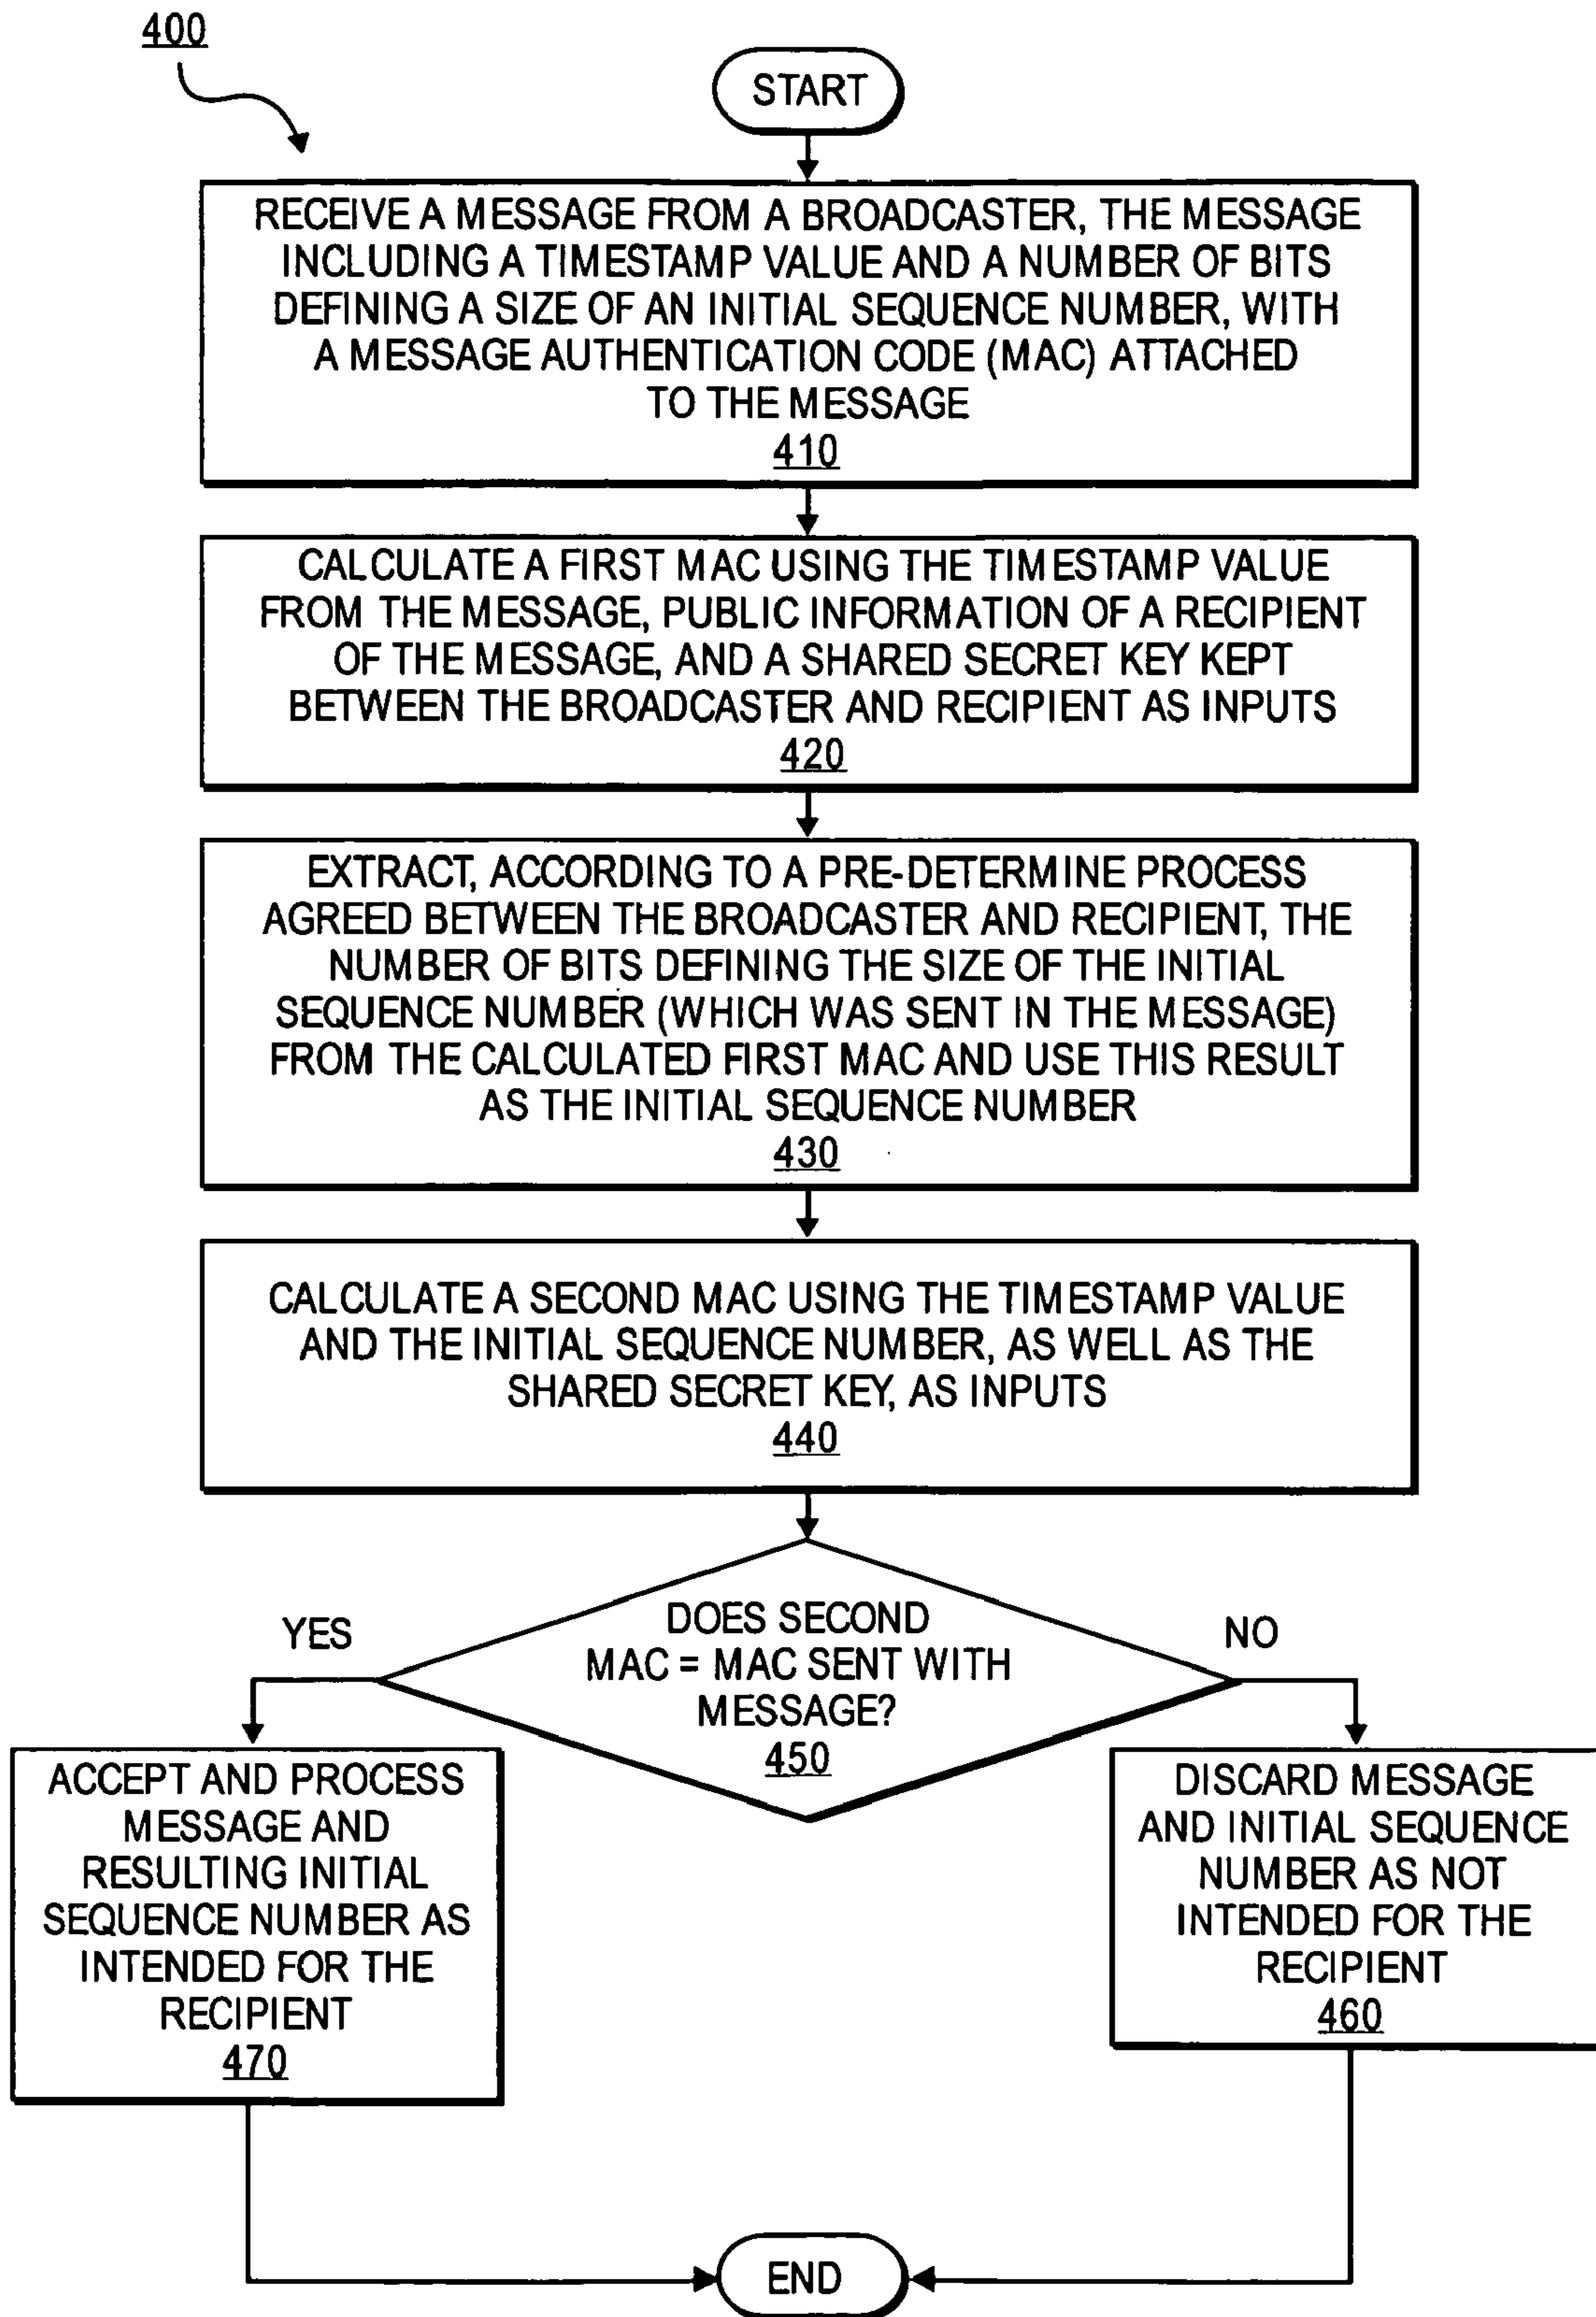 400
START
RECEIVE A MESSAGE FROM A BROADCASTER, THE MESSAGE
INCLUDING A TIMESTAMP VALUE AND A NUMBER OF BITS
DEFINING A SIZE OF AN INITIAL SEQUENCE NUMBER, WITH
A MESSAGE AUTHENTICATION CODE (MAC) ATTACHED
TO THE MESSAGE
410
CALCULATE A FIRST MAC USING THE TIMESTAMP VALUE
FROM THE MESSAGE, PUBLIC INFORMATION OF A RECIPIENT
OF THE MESSAGE, AND A SHARED SECRET KEY KEPT
BETWEEN THE BROADCASTER AND RECIPIENT AS INPUTS
420
EXTRACT, ACCORDING TO A PRE-DETERMINE PROCESS
AGREED BETWEEN THE BROADCASTER AND RECIPIENT, THE
NUMBER OF BITS DEFINING THE SIZE OF THE INITIAL
SEQUENCE NUMBER (WHICH WAS SENT IN THE MESSAGE)
FROM THE CALCULATED FIRST MAC AND USE THIS RESULT
AS THE INITIAL SEQUENCE NUMBER
430
CALCULATE A SECOND MAC USING THE TIMESTAMP VALUE
AND THE INITIAL SEQUENCE NUMBER, AS WELL AS THE
SHARED SECRET KEY, AS INPUTS
440
DOES SECOND
MAC = MAC SENT WITH
MESSAGE?
450
YES
NO
ACCEPT AND PROCESS
MESSAGE AND
RESULTING INITIAL
SEQUENCE NUMBER AS
INTENDED FOR THE
RECIPIENT
470
DISCARD MESSAGE
AND INITIAL SEQUENCE
NUMBER AS NOT
INTENDED FOR THE
RECIPIENT
460
END